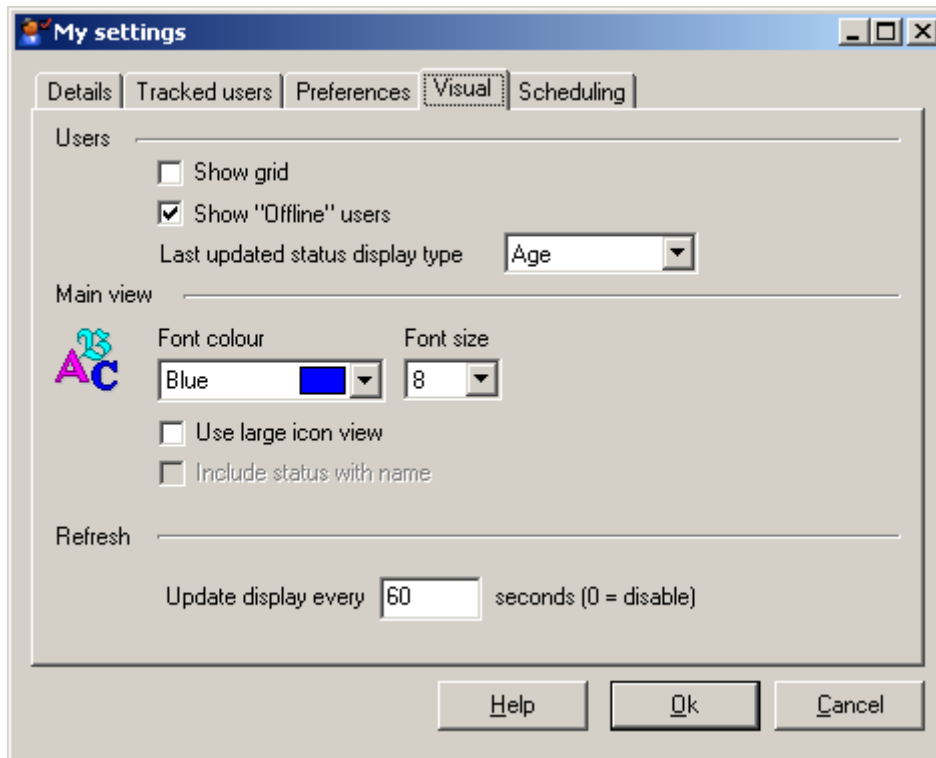 My settings
Details Tracked users Preferences Visual Scheduling
Users
Show grid
Show "Offline" users
Last updated status display type Age
Main view
Font colour Font size
Blue 8
Use large icon view
Include status with name
Refresh
Update display every 60 seconds (0 = disable)
Help Ok Cancel